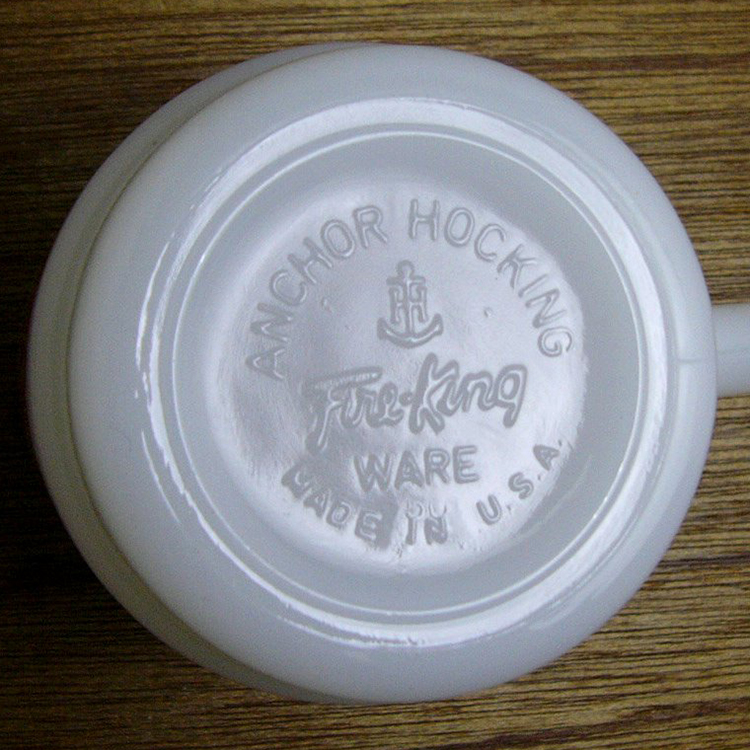 ANCHOR HOCKING
H
Fire-King
WARE
MADE IN U.S.A.